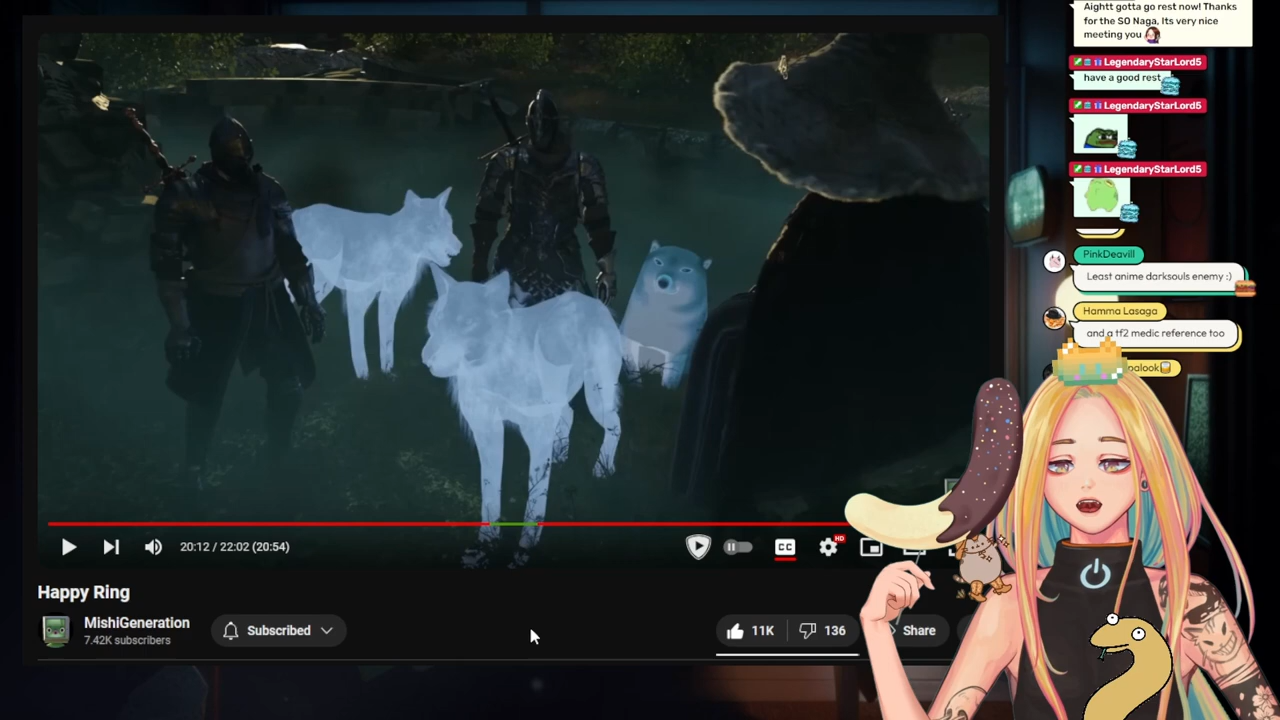 Aightt gotta go rest now! Thanks
for the SO Naga, Its very nice
meeting you
LegendaryStarLord5
have a good rest
LegendaryStarLord5
LegendaryStarLord5
PinkDeavill
Least anime darksouls enemy :)
Hamma Lasaga
and a tf2 medic reference too
palook
20:12 / 22:02 (20:54)
CC
HD
Happy Ring
MishiGeneration
7.42K subscribers
Subscribed
11K
136
Share